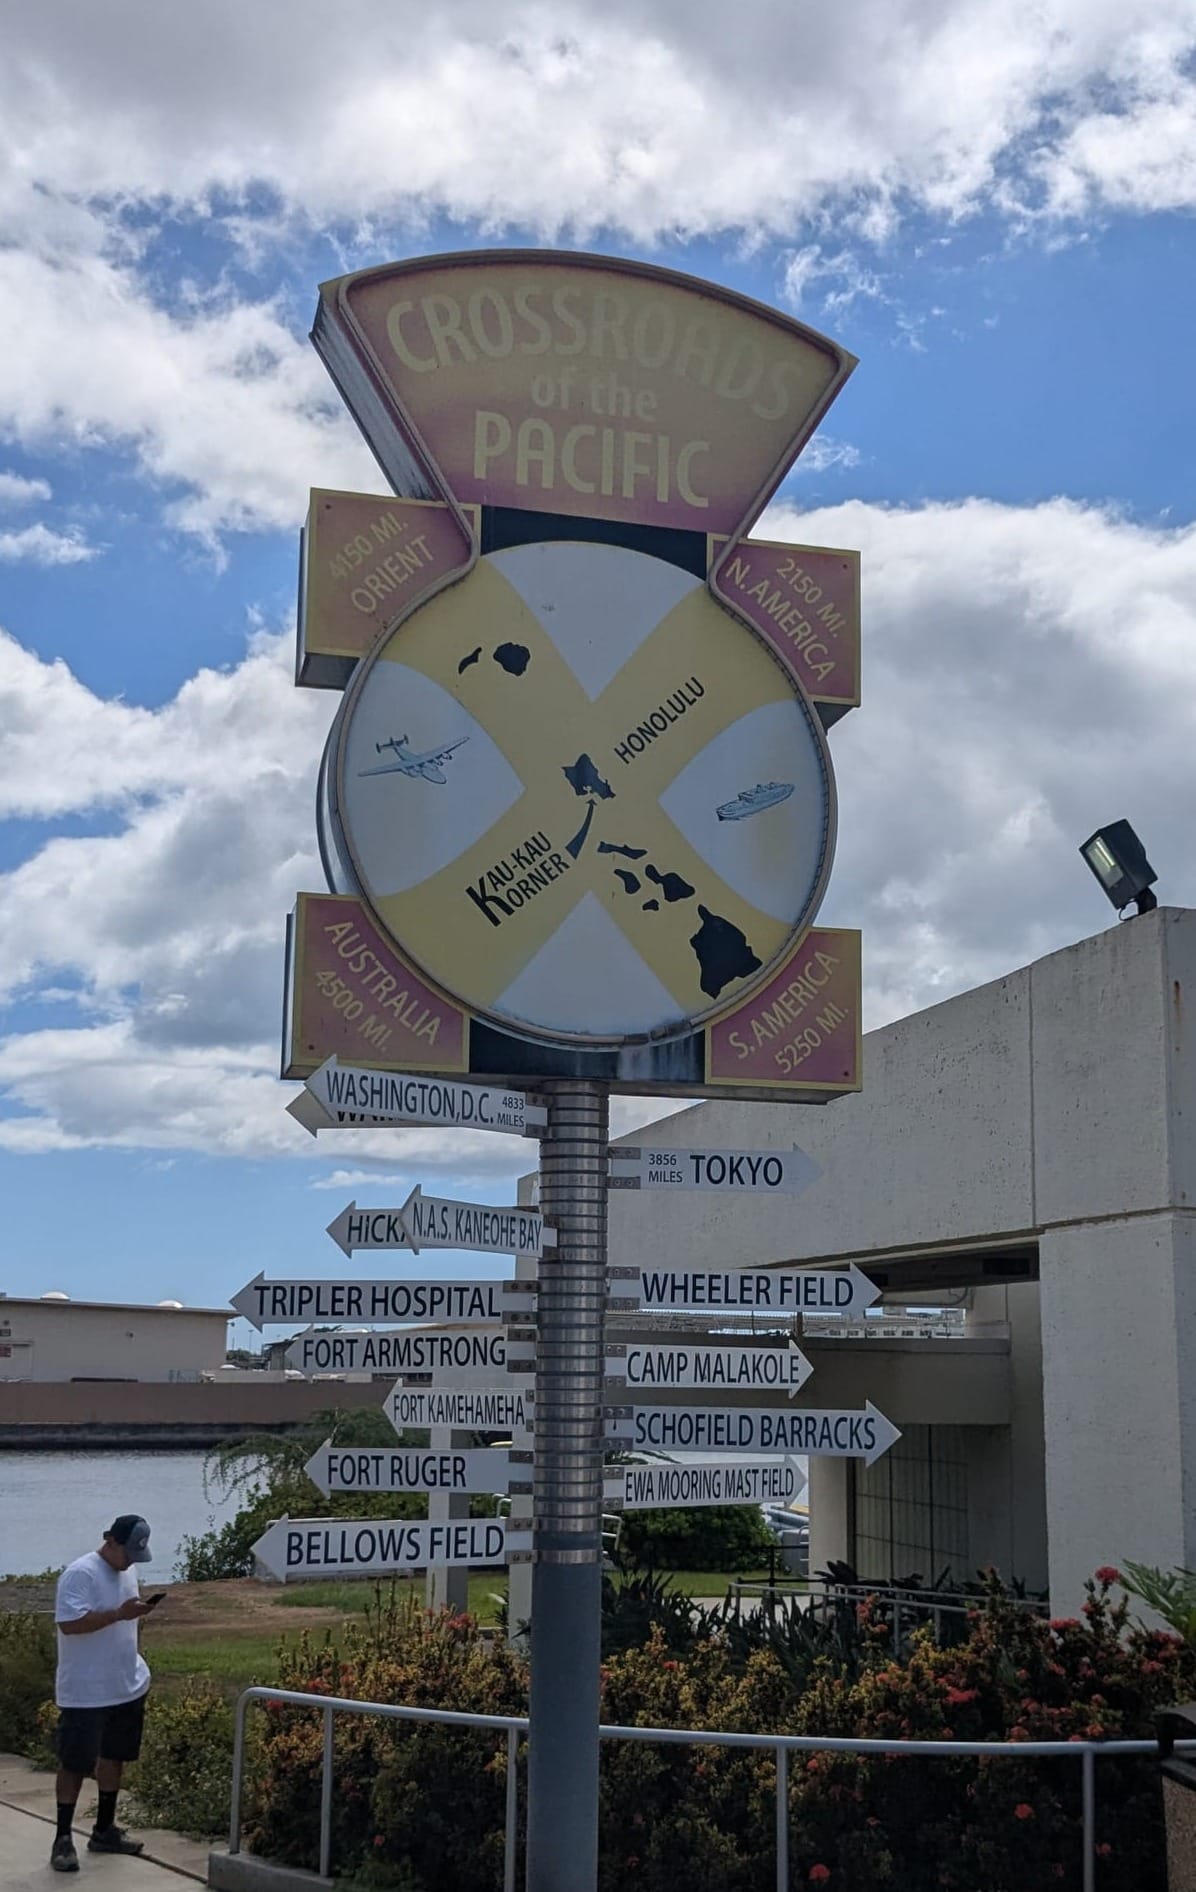 CROSSROADS
of the
PACIFIC
4150 MI.
ORIENT
2150 MI.
N. AMERICA
HONOLULU
KAU-KAU
KORNER
AUSTRALIA
4500 MI.
S. AMERICA
5250 MI.
WASHINGTON, D.C. 4833 MILES
3856 MILES TOKYO
N.A.S. KANEOHE BAY
TRIPLER HOSPITAL
WHEELER FIELD
FORT ARMSTRONG
CAMP MALAKOLE
FORT KAMEHAMEHA
SCHOFIELD BARRACKS
FORT RUGER
EWA MOORING MAST FIELD
BELLOWS FIELD